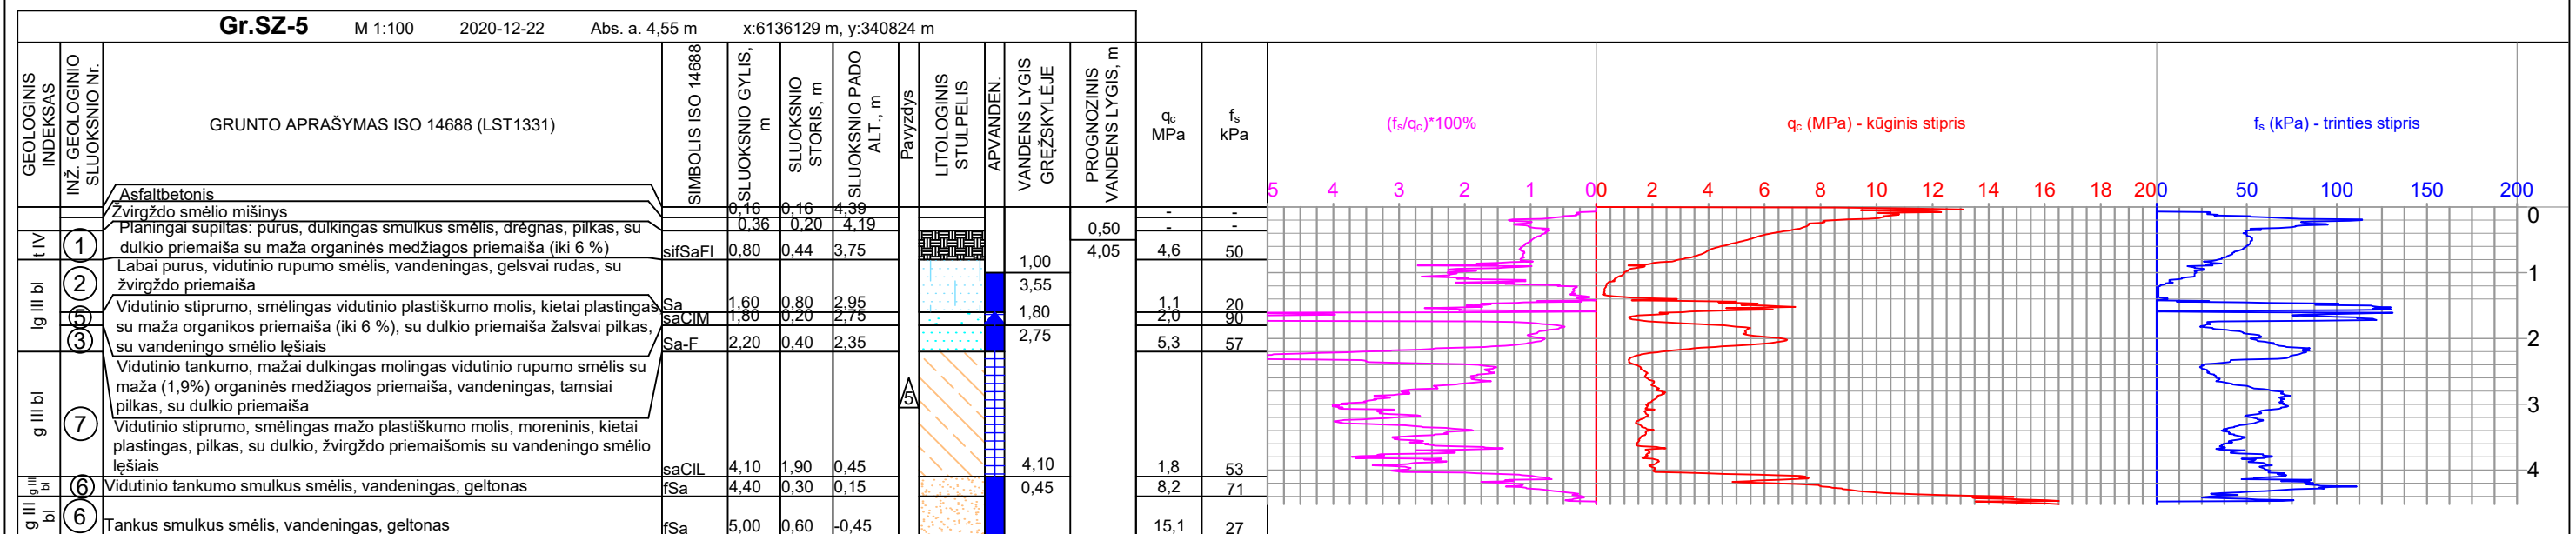 Gr.SZ-5 M 1:100 2020-12-22 Abs. a. 4,55 m x:6136129 m, y:340824 m
GEOLOGINIS
INDEKSAS
INŽ. GEOLOGINIO
SLUOKSNIO Nr.
GRUNTO APRAŠYMAS ISO 14688 (LST1331)
SIMBOLIS ISO 14688
SLUOKSNIO GYLIS,
m
SLUOKSNIO
STORIS, m
SLUOKSNIO PADO
ALT., m
Pavyzdys
LITOLOGINIS
STULPELIS
APVANDEN.
VANDENS LYGIS
GRĘŽSKYLĖJE
PROGNOZINIS
VANDENS LYGIS, m
qc
MPa
fs
kPa
(fs/qc)*100%
qc (MPa) - kūginis stipris
fs (kPa) - trinties stipris
5 4 3 2 1 0
0 2 4 6 8 10 12 14 16 18 20
0 50 100 150 200
Asfaltbetonis
0,16 0,16 4,39 - -
Žvirgždo smėlio mišinys
0,36 0,20 4,19 - -
t IV
1
Planingai supiltas: purus, dulkingas smulkus smėlis, drėgnas, pilkas, su
dulkio priemaiša su maža organinės medžiagos priemaiša (iki 6 %)
sifSaFI 0,80 0,44 3,75 4,6 50
0,50
4,05
lg III bl
2
Labai purus, vidutinio rupumo smėlis, vandeningas, gelsvai rudas, su
žvirgždo priemaiša
Sa 1,60 0,80 2,95 1,1 20
1,00
3,55
5
Vidutinio stiprumo, smėlingas vidutinio plastiškumo molis, kietai plastingas
su maža organikos priemaiša (iki 6 %), su dulkio priemaiša žalsvai pilkas,
su vandeningo smėlio lęšiais
saClM 1,80 0,20 2,75 2,0 90
1,80
2,75
3
Sa-F 2,20 0,40 2,35 5,3 57
Vidutinio tankumo, mažai dulkingas molingas vidutinio rupumo smėlis su
maža (1,9%) organinės medžiagos priemaiša, vandeningas, tamsiai
pilkas, su dulkio priemaiša
5
g III bl
7
Vidutinio stiprumo, smėlingas mažo plastiškumo molis, moreninis, kietai
plastingas, pilkas, su dulkio, žvirgždo priemaišomis su vandeningo smėlio
lęšiais
saClL 4,10 1,90 0,45 1,8 53
4,10
0,45
g III
bl
6
Vidutinio tankumo smulkus smėlis, vandeningas, geltonas
fSa 4,40 0,30 0,15 8,2 71
g III
bl
6
Tankus smulkus smėlis, vandeningas, geltonas
fSa 5,00 0,60 -0,45 15,1 27
0
1
2
3
4